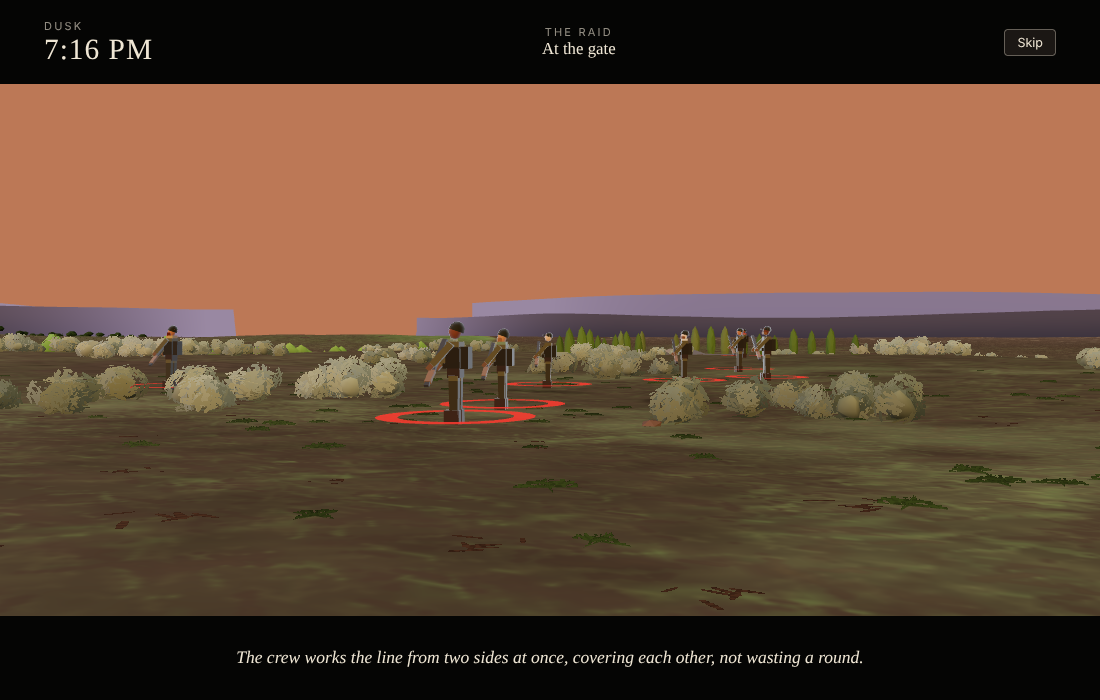 DUSK
7:16 PM
THE RAID
At the gate
Skip
The crew works the line from two sides at once, covering each other, not wasting a round.